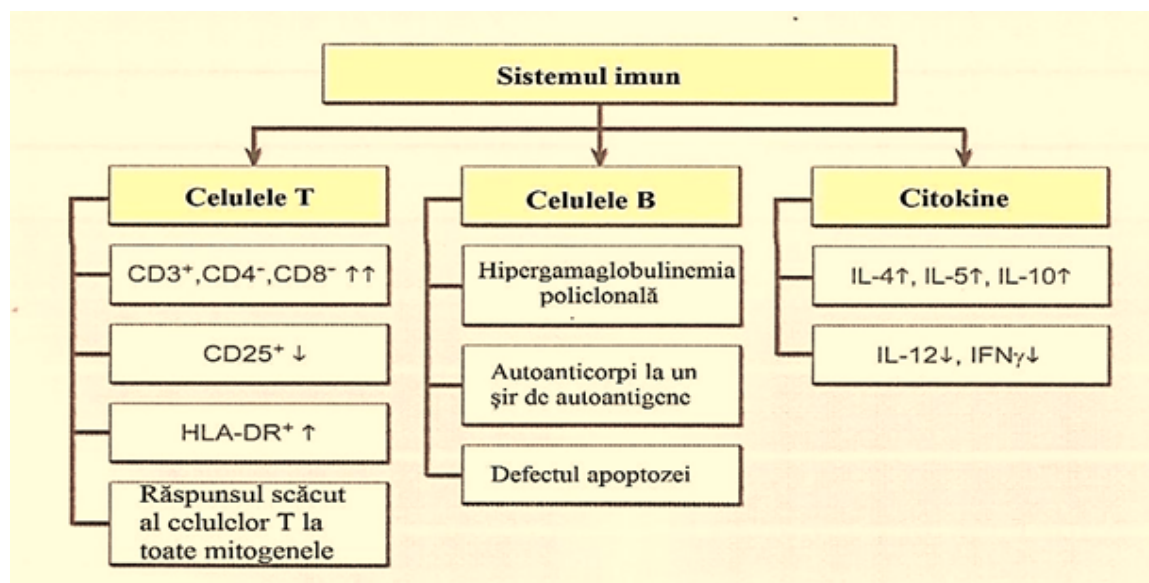 Sistemul imun
Celulele T
CD3⁺,CD4⁻,CD8⁻ ↑↑
CD25⁺ ↓
HLA-DR⁺ ↑
Răspunsul scăcut
al celulelor T la
toate mitogenele
Celulele B
Hipergamaglobulinemia
policlonală
Autoanticorpi la un
şir de autoantigene
Defectul apoptozei
Citokine
IL-4↑, IL-5↑, IL-10↑
IL-12↓, IFNγ↓